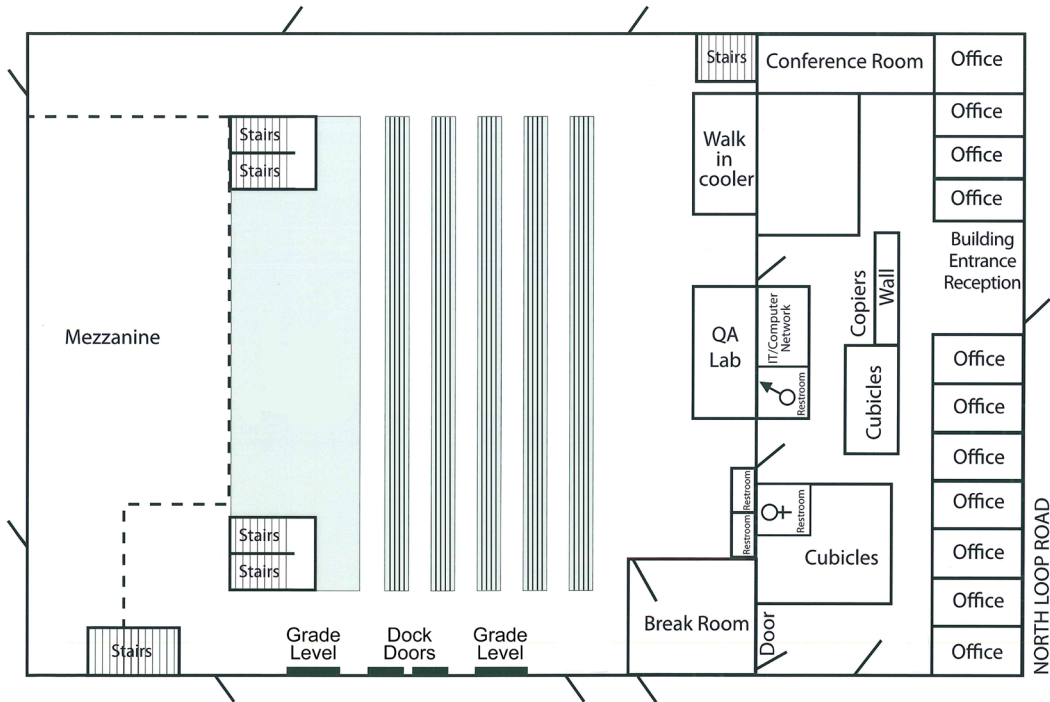 Stairs
Conference Room
Office
Office
Office
Office
Walk
in
cooler
Stairs
Stairs
Building
Entrance
Reception
Copiers
Wall
Mezzanine
QA
Lab
IT/Computer
Network
Restroom
Cubicles
Office
Office
Office
Office
Office
Office
Office
Restroom
Restroom
Restroom
Cubicles
Stairs
Stairs
Stairs
Grade
Level
Dock
Doors
Grade
Level
Break Room
Door
NORTH LOOP ROAD